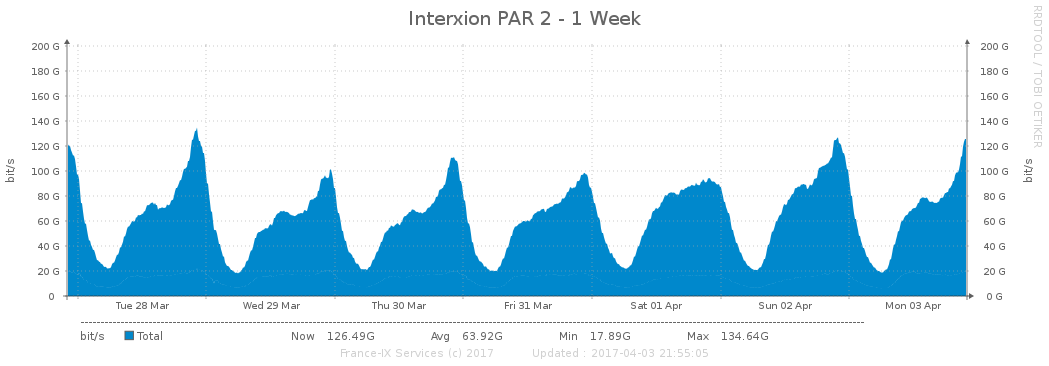 Interxion PAR 2 - 1 Week
RRDTOOL / TOBI OETIKER
bit/s
bit/s
200 G 200 G
180 G 180 G
160 G 160 G
140 G 140 G
120 G 120 G
100 G 100 G
80 G 80 G
60 G 60 G
40 G 40 G
20 G 20 G
0 0 G
Tue 28 Mar Wed 29 Mar Thu 30 Mar Fri 31 Mar Sat 01 Apr Sun 02 Apr Mon 03 Apr
bit/s Total Now 126.49G Avg 63.92G Min 17.89G Max 134.64G
France-IX Services (c) 2017 Updated : 2017-04-03 21:55:05